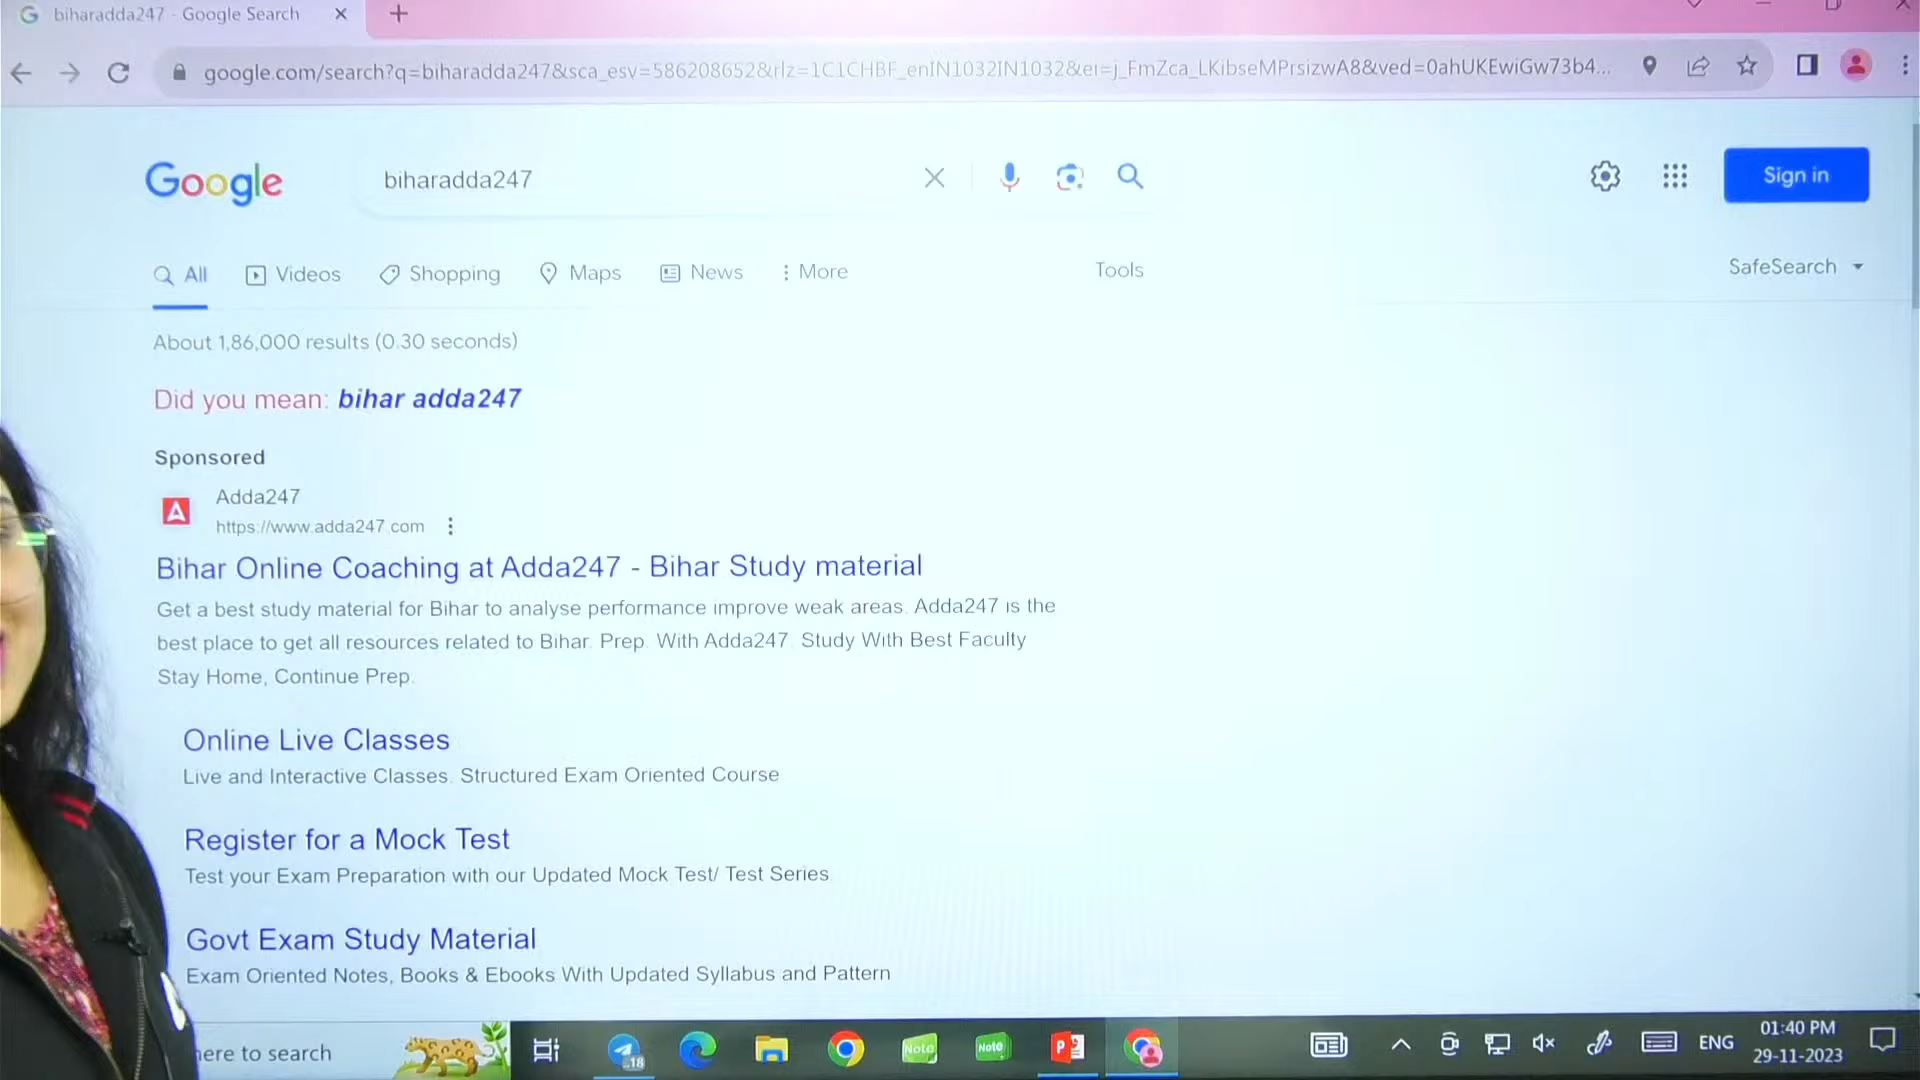 biharadda247 - Google Search
google.com/search?q=biharadda247&sca_esv=586208652&rlz=1C1CHBF_enIN1032IN1032&ei=j_FmZca_LKibseMPrsizwA8&ved=0ahUKEwiGw73b4...
Google
biharadda247
Sign in
All
Videos
Shopping
Maps
News
More
Tools
SafeSearch
About 1,86,000 results (0.30 seconds)
Did you mean: bihar adda247
Sponsored
Adda247
https://www.adda247.com
Bihar Online Coaching at Adda247 - Bihar Study material
Get a best study material for Bihar to analyse performance improve weak areas. Adda247 is the
best place to get all resources related to Bihar. Prep. With Adda247. Study With Best Faculty
Stay Home, Continue Prep.
Online Live Classes
Live and Interactive Classes. Structured Exam Oriented Course
Register for a Mock Test
Test your Exam Preparation with our Updated Mock Test/ Test Series
Govt Exam Study Material
Exam Oriented Notes, Books & Ebooks With Updated Syllabus and Pattern
here to search
.18
Note
Note
P
ENG
01:40 PM
29-11-2023